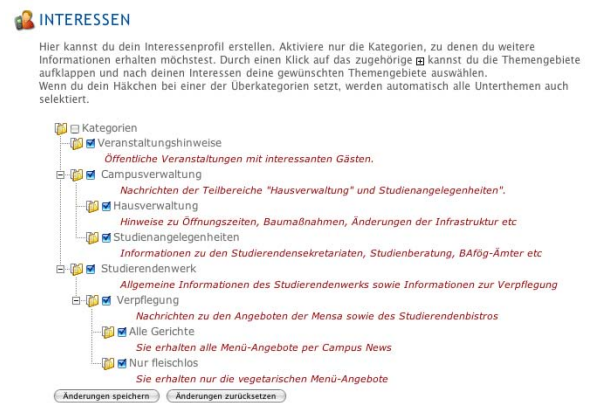 INTERESSEN
Hier kannst du dein Interessenprofil erstellen. Aktiviere nur die Kategorien, zu denen du weitere
Informationen erhalten möchstest. Durch einen Klick auf das zugehörige kannst du die Themengebiete
aufklappen und nach deinen Interessen deine gewünschten Themengebiete auswählen.
Wenn du dein Häkchen bei einer der Überkategorien setzt, werden automatisch alle Unterthemen auch
selektiert.
Kategorien
Veranstaltungshinweise
Öffentliche Veranstaltungen mit interessanten Gästen.
Campusverwaltung
Nachrichten der Teilbereiche "Hausverwaltung" und Studienangelegenheiten".
Hausverwaltung
Hinweise zu Öffnungszeiten, Baumaßnahmen, Änderungen der Infrastruktur etc
Studienangelegenheiten
Informationen zu den Studierendensekretariaten, Studienberatung, BAfög-Ämter etc
Studierendenwerk
Allgemeine Informationen des Studierendenwerks sowie Informationen zur Verpflegung
Verpflegung
Nachrichten zu den Angeboten der Mensa sowie des Studierendenbistros
Alle Gerichte
Sie erhalten alle Menü-Angebote per Campus News
Nur fleischlos
Sie erhalten nur die vegetarischen Menü-Angebote
Änderungen speichern Änderungen zurücksetzen